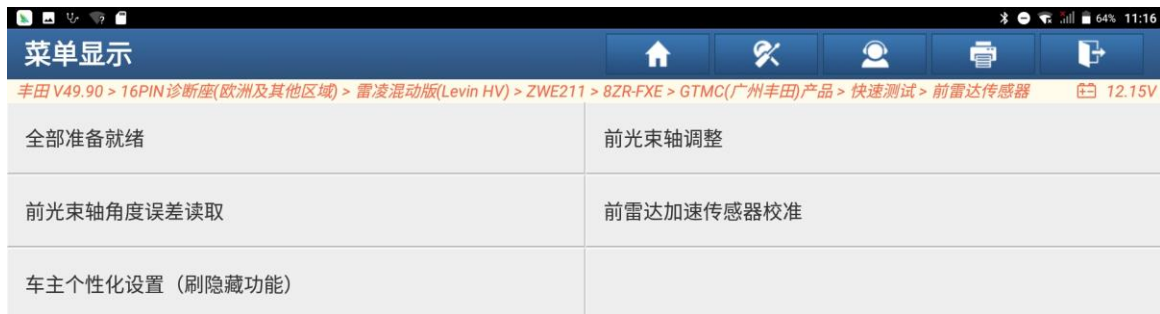 64% 11:16
菜单显示
丰田 V49.90 > 16PIN诊断座(欧洲及其他区域) > 雷凌混动版(Levin HV) > ZWE211 > 8ZR-FXE > GTMC(广州丰田)产品 > 快速测试 > 前雷达传感器 12.15V
全部准备就绪 前光束轴调整
前光束轴角度误差读取 前雷达加速传感器校准
车主个性化设置（刷隐藏功能）